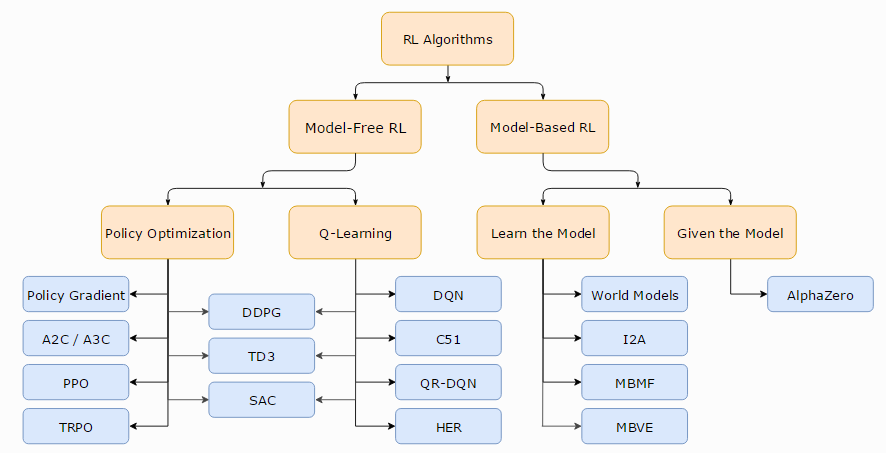 RL Algorithms
Model-Free RL
Model-Based RL
Policy Optimization
Q-Learning
Learn the Model
Given the Model
Policy Gradient
DDPG
DQN
World Models
AlphaZero
A2C / A3C
TD3
C51
I2A
PPO
SAC
QR-DQN
MBMF
TRPO
HER
MBVE